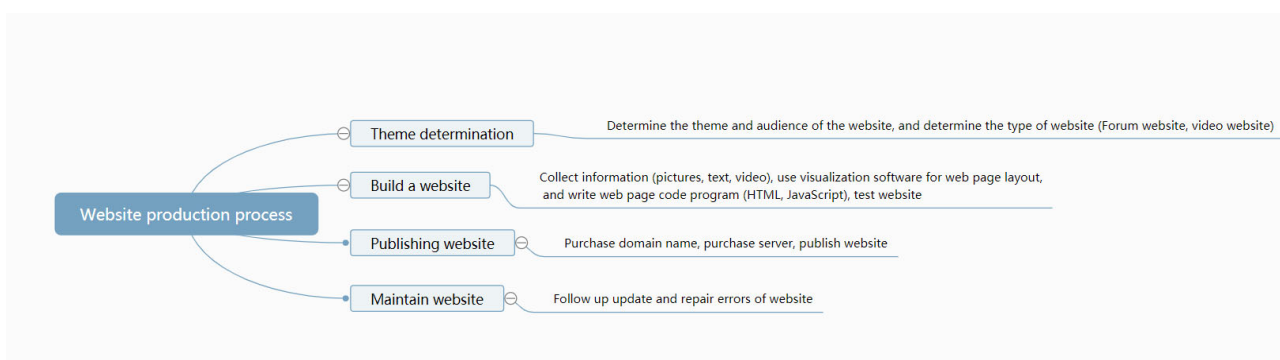 Website production process
Theme determination
Determine the theme and audience of the website, and determine the type of website (Forum website, video website)
Build a website
Collect information (pictures, text, video), use visualization software for web page layout,
and write web page code program (HTML, JavaScript), test website
Publishing website
Purchase domain name, purchase server, publish website
Maintain website
Follow up update and repair errors of website